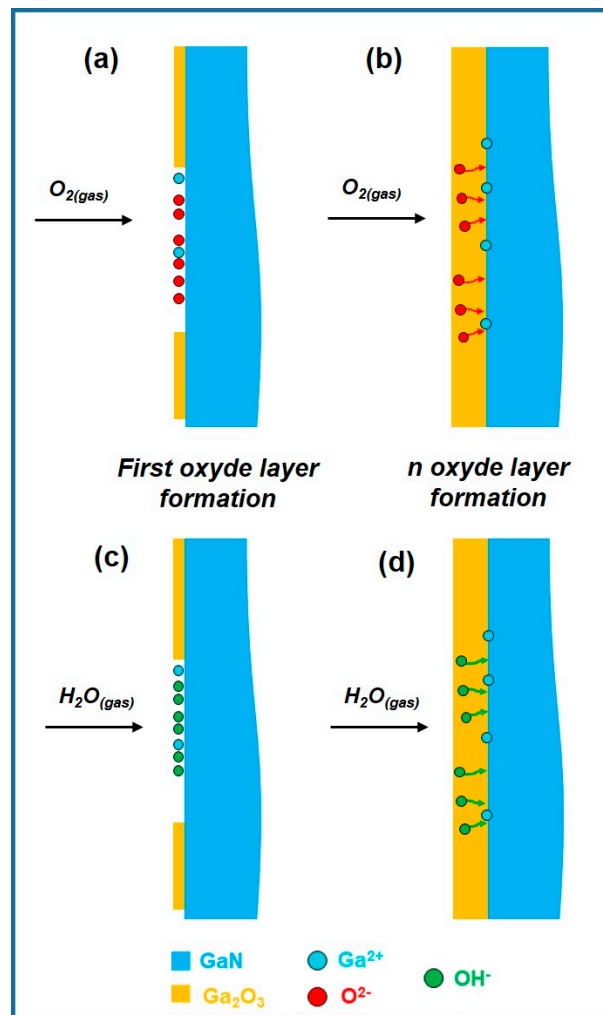 (a)
(b)
O2(gas)
O2(gas)
First oxyde layer
formation
n oxyde layer
formation
(c)
(d)
H2O(gas)
H2O(gas)
GaN
Ga2+
OH-
Ga2O3
O2-